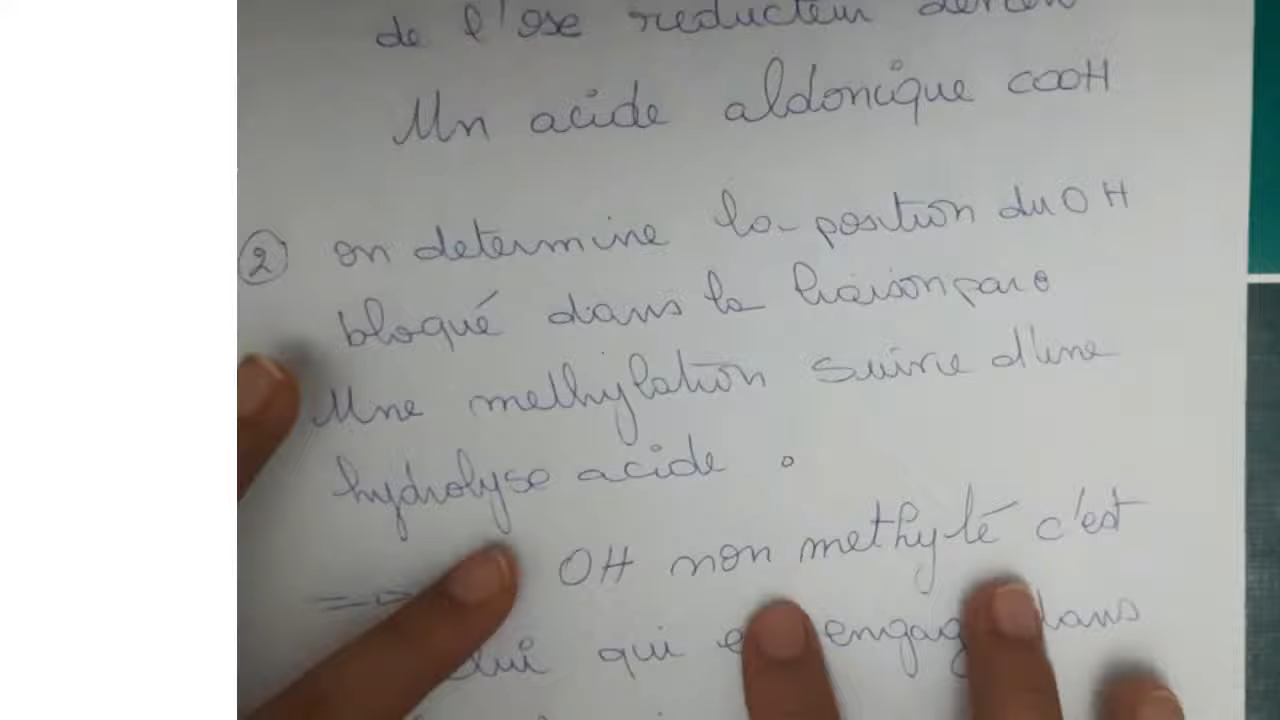 de l'ose reducteur
Un acide aldonique COOH
② on determine la position du OH
bloqué dans la liaison par
Une methylation suivie d'une
hydrolyse acide .
=> OH non methylé c'est
qui engag dans